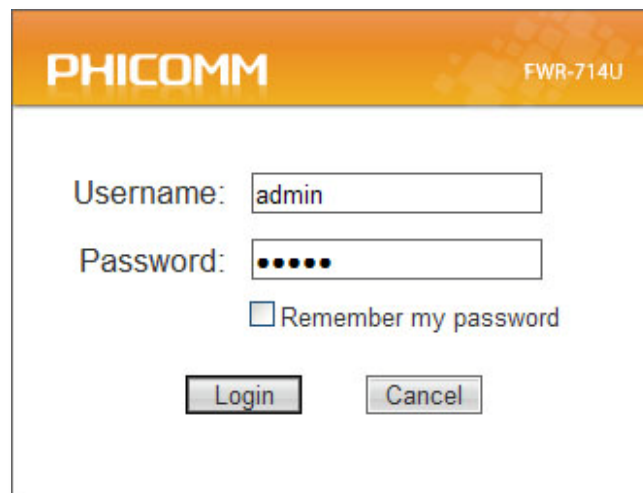 PHICOMM FWR-714U
Username: admin
Password: •••••
Remember my password
Login Cancel